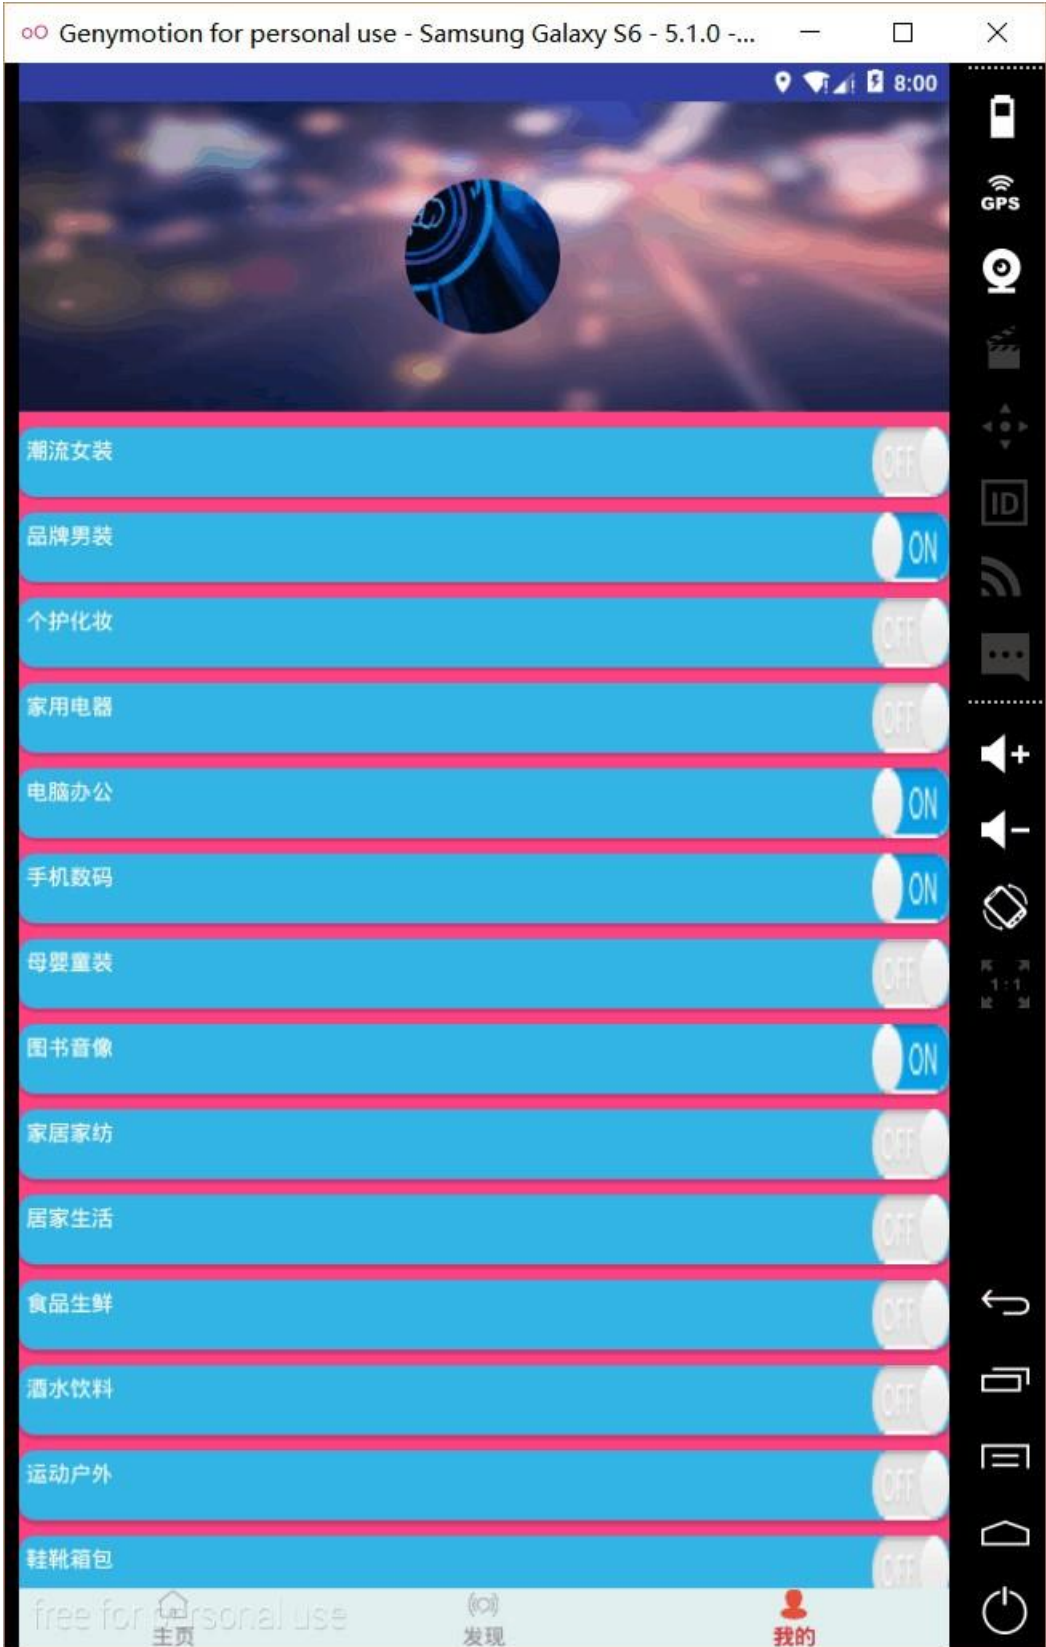 Genymotion for personal use - Samsung Galaxy S6 - 5.1.0 -...
8:00
GPS
潮流女装
OFF
品牌男装
ON
个护化妆
OFF
ID
家用电器
OFF
电脑办公
ON
手机数码
ON
母婴童装
OFF
1:1
图书音像
ON
家居家纺
OFF
居家生活
OFF
食品生鲜
OFF
酒水饮料
OFF
运动户外
OFF
鞋靴箱包
OFF
free for personal use
主页
发现
我的